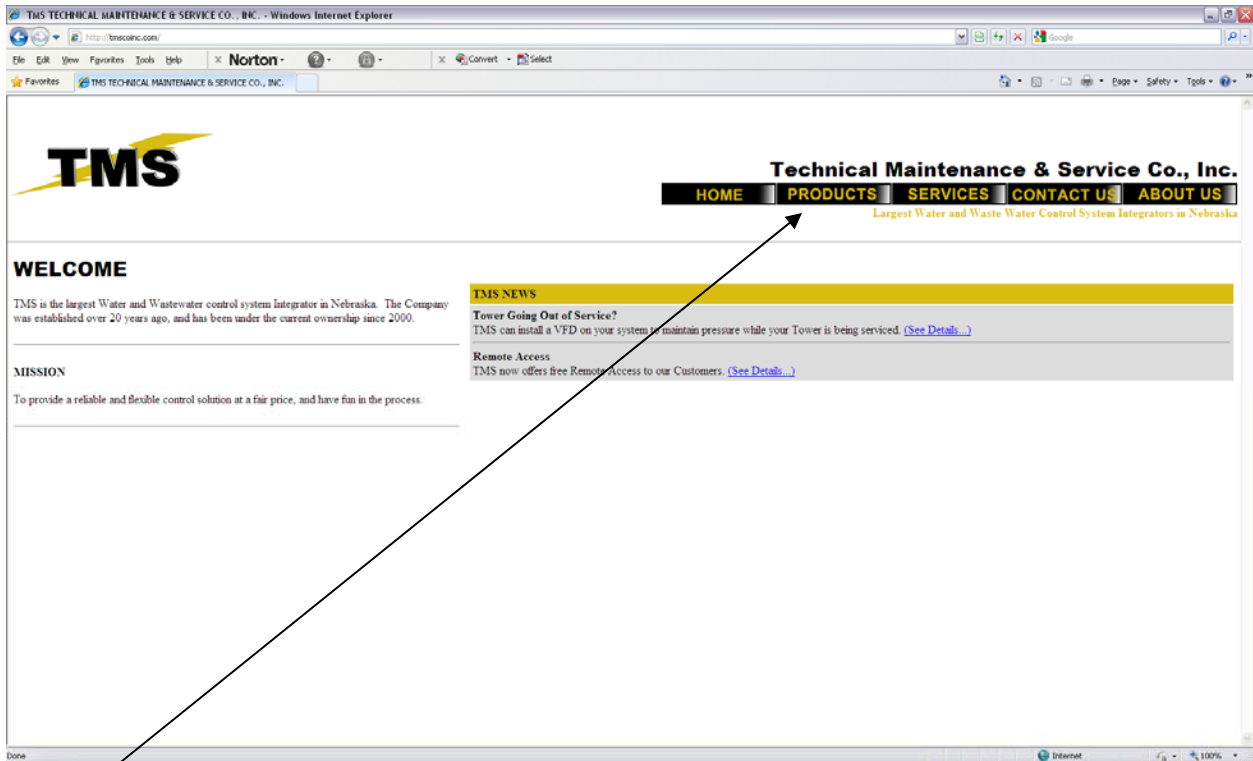 TMS TECHNICAL MAINTENANCE & SERVICE CO., INC. - Windows Internet Explorer
http://tmscoinc.com/
Google
File Edit View Favorites Tools Help
x Norton
x Convert Select
Favorites
TMS TECHNICAL MAINTENANCE & SERVICE CO., INC.
Page Safety Tools
TMS
Technical Maintenance & Service Co., Inc.
HOME PRODUCTS SERVICES CONTACT US ABOUT US
Largest Water and Waste Water Control System Integrators in Nebraska
WELCOME
TMS is the largest Water and Wastewater control system Integrator in Nebraska. The Company
was established over 20 years ago, and has been under the current ownership since 2000.
MISSION
To provide a reliable and flexible control solution at a fair price, and have fun in the process.
TMS NEWS
Tower Going Out of Service?
TMS can install a VFD on your system to maintain pressure while your Tower is being serviced. (See Details...)
Remote Access
TMS now offers free Remote Access to our Customers. (See Details...)
Done
Internet
100%